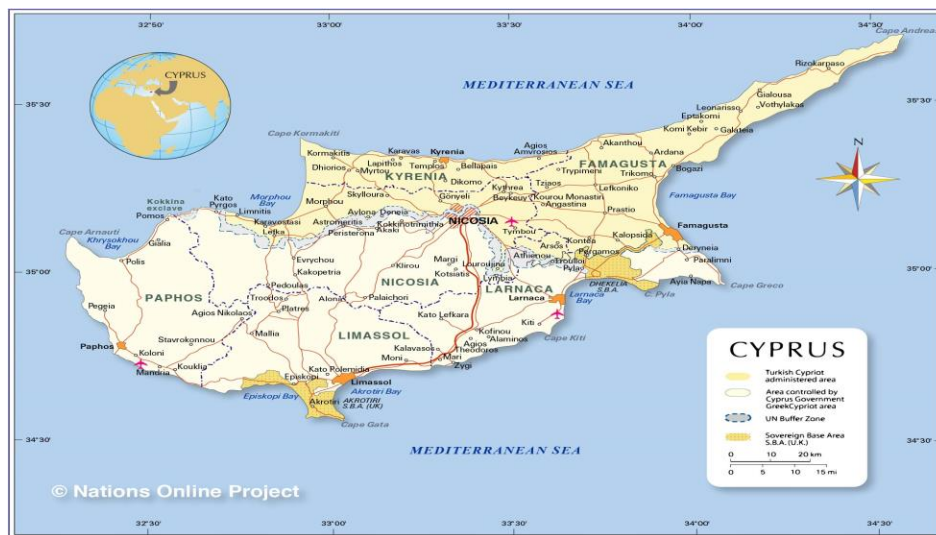 32°50'
33°00'
33°30'
34°00'
34°30'
Cape Andreas
Rizokarpaso
CYPRUS
MEDITERRANEAN SEA
35°30'
35°30'
Gialousa
Vothylakas
Leonarisso
Eptakomi
Komi Kebir
Galateia
Cape Kormakiti
Kormakitis
Karavas
Kyrenia
Agios
Amvrosios
Akanthou
Ardana
Dhiorios
Lapithos
Templos
Bellapais
FAMAGUSTA
Myrtou
KYRENIA
Trypimeni
Trikomo
Bogazi
Dikomo
Kythrea
Tziaos
Lefkoniko
Famagusta Bay
Kokkina
exclave
Kato
Pyrgos
Morphou
Bay
Limnitis
Skylloura
Gönyeli
Beykeuy
Kourou Monastiri
Angastina
Prastio
Morphou
Pomos
Karavostasi
Avlona
Deneia
NICOSIA
Astromeritis
Kokkinotrimithia
Lefka
Peristerona
Akaki
Tymbou
Famagusta
Cape Arnauti
Khrysokhou
Bay
Gialia
Arsos
Kontea
Kalopsida
Deryneia
Evrychou
Margi
Louroujina
Athienou
Pergamos
Troulloi
Paralimni
35°00'
35°00'
Polis
Kakopetria
Klirou
Kotsiatis
Lymbia
Pyla
DHEKELIA
S.B.A.
Ayia Napa
Pedoulas
NICOSIA
LARNACA
C. Pyla
Cape Greco
PAPHOS
Troodos
Alona
Palaichori
Larnaca
Larnaca
Bay
Pegeia
Agios Nikolaos
Platres
Kato Lefkara
Kiti
Mallia
LIMASSOL
Kofinou
Cape Kiti
Paphos
Stavrokonnou
Kalavasos
Agios
Theodoros
Alaminos
Koloni
Moni
Mari
Zygi
Mandria
Kouklia
Episkopi
Kato Polemidia
Limassol
Episkopi Bay
Akrotiri Bay
Akrotiri
AKROTIRI
S.B.A. (UK)
Cape Gata
CYPRUS
Turkish Cypriot
administered area
Area controlled by
Cyprus Government
GreekCypriot area
UN Buffer Zone
Sovereign Base Area
S.B.A. (U.K.)
0 10 20 km
0 5 10 15 mi
N
34°30'
34°30'
MEDITERRANEAN SEA
© Nations Online Project
32°50'
33°00'
33°30'
34°00'
34°30'